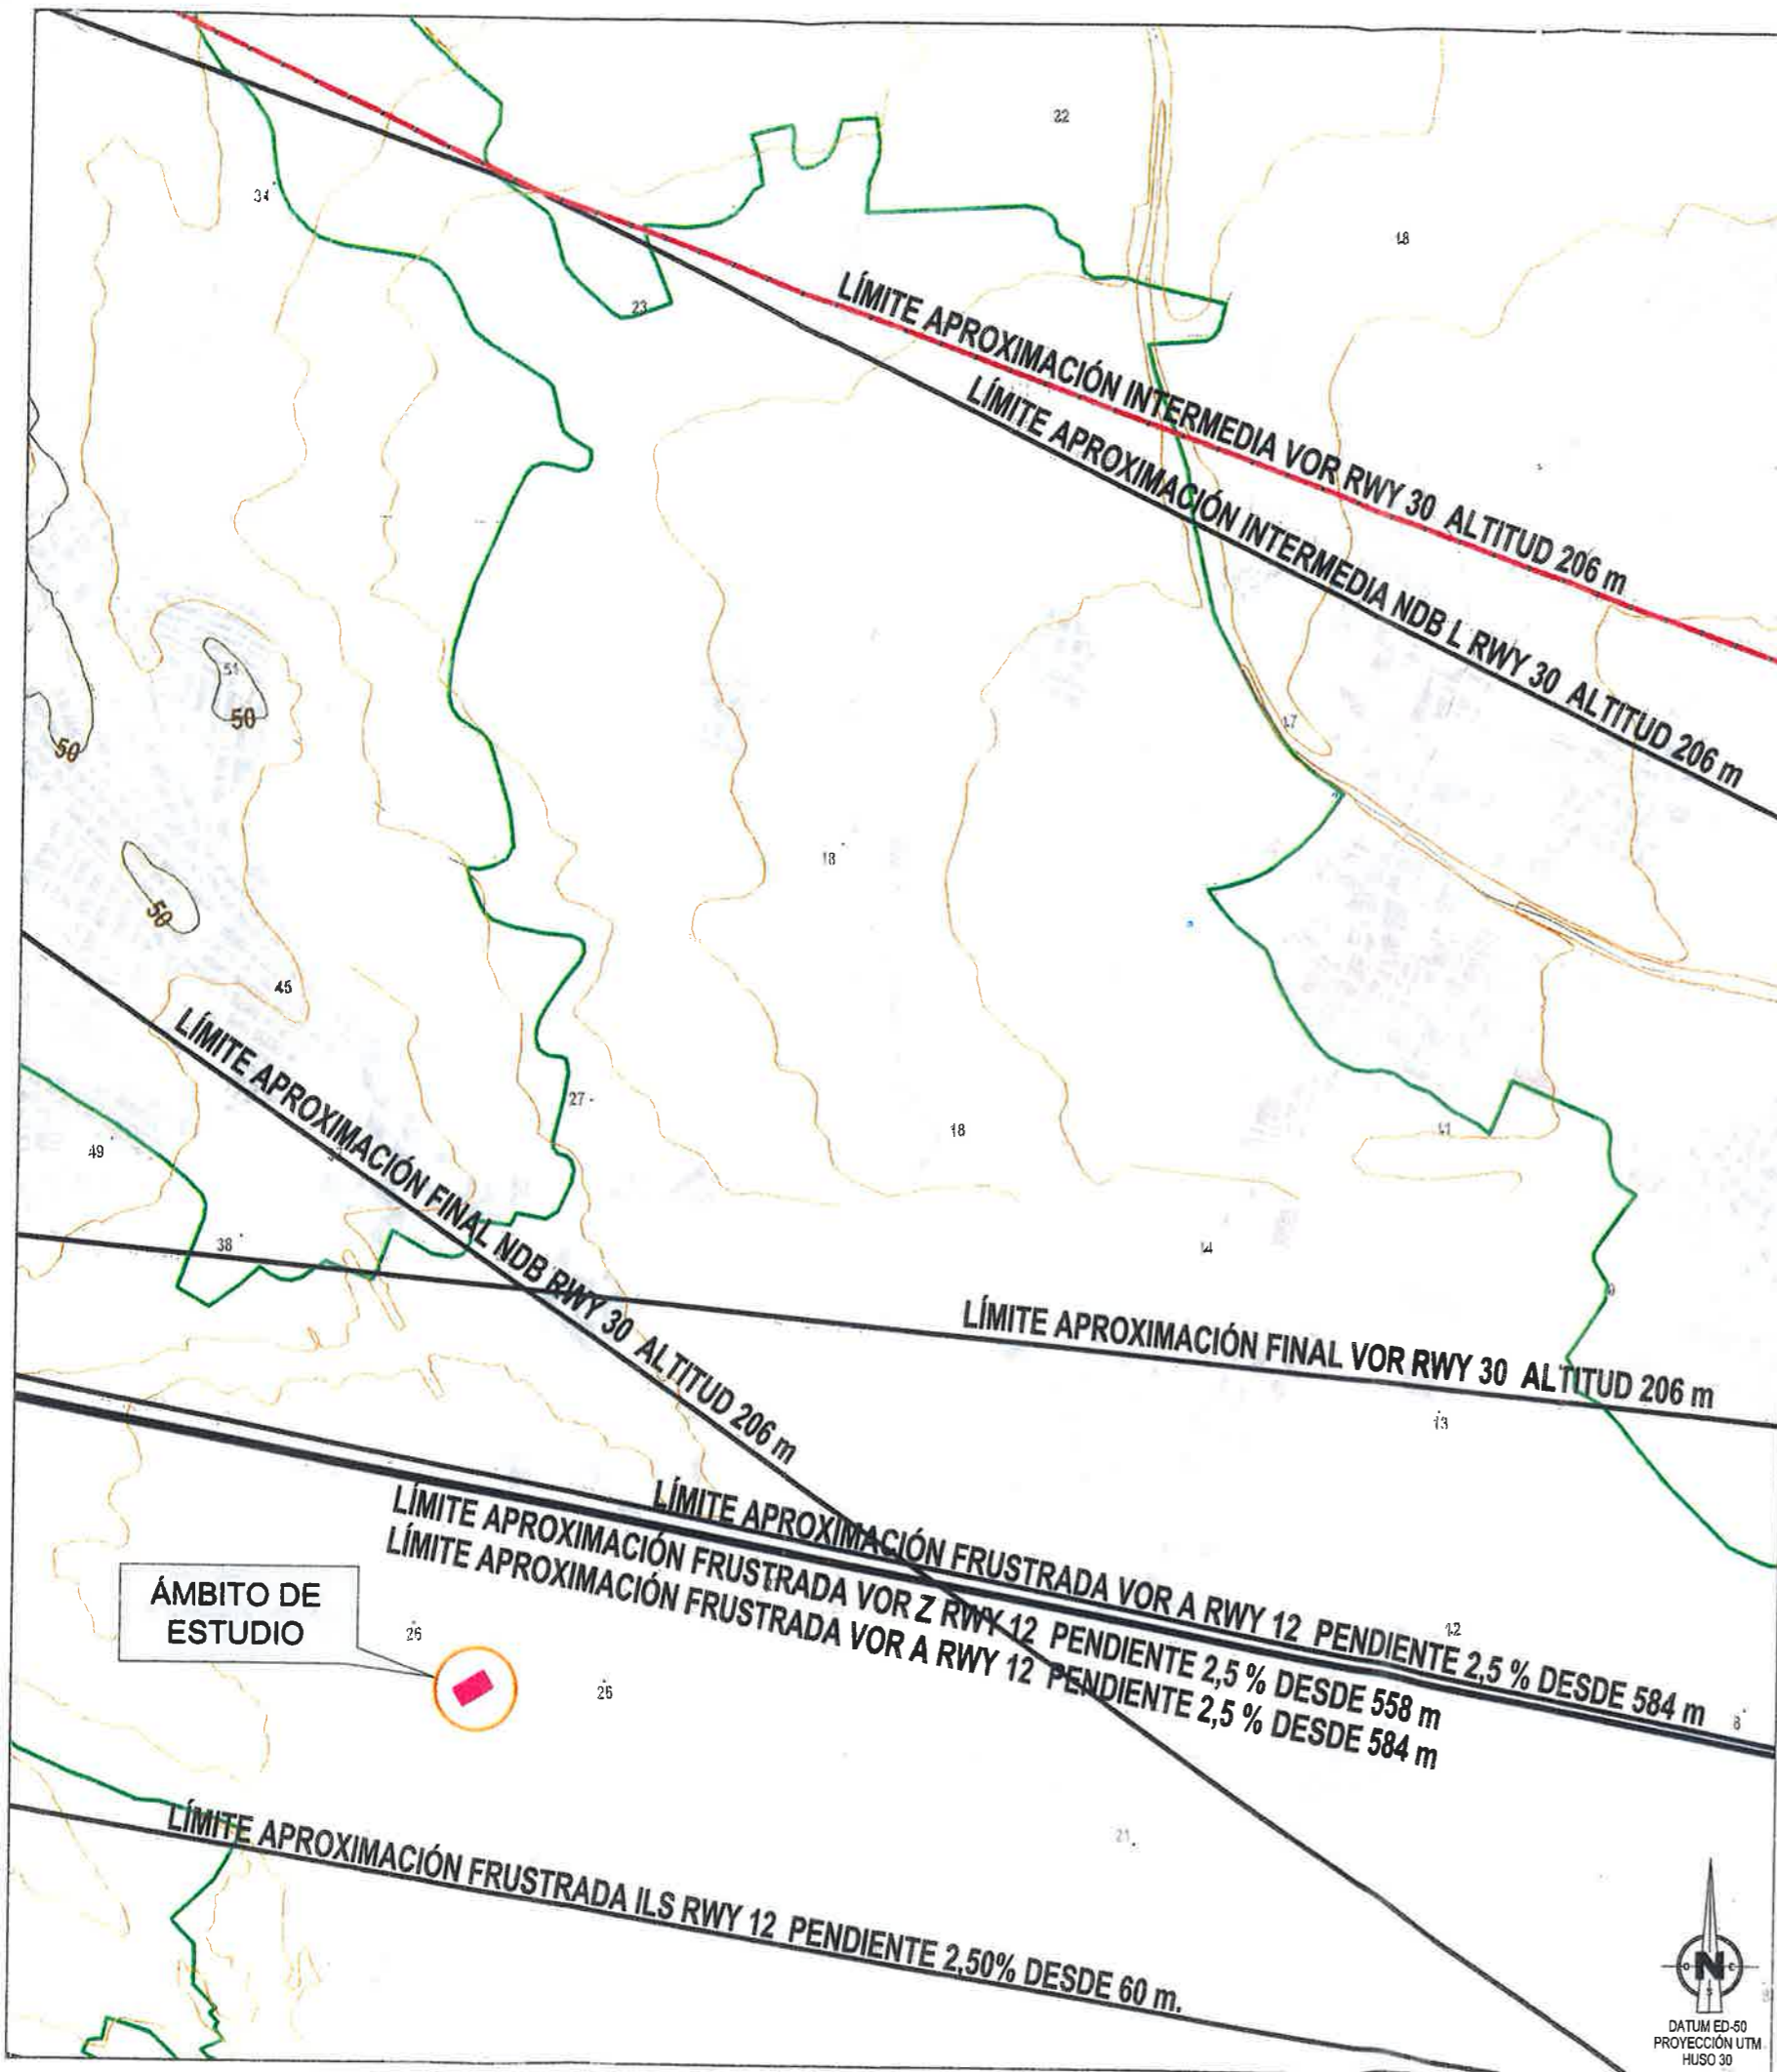 22
34
18
23
LÍMITE APROXIMACIÓN INTERMEDIA VOR RWY 30 ALTITUD 206 m
LÍMITE APROXIMACIÓN INTERMEDIA NDB L RWY 30 ALTITUD 206 m
51
50
50
17
18
50
45
LÍMITE APROXIMACIÓN FINAL NDB RWY 30 ALTITUD 206 m
27
49
18
11
38
14
9
LÍMITE APROXIMACIÓN FINAL VOR RWY 30 ALTITUD 206 m
13
LÍMITE APROXIMACIÓN FRUSTRADA VOR A RWY 12 PENDIENTE 2,5 % DESDE 584 m
LÍMITE APROXIMACIÓN FRUSTRADA VOR Z RWY 12 PENDIENTE 2,5 % DESDE 558 m
LÍMITE APROXIMACIÓN FRUSTRADA VOR A RWY 12 PENDIENTE 2,5 % DESDE 584 m
ÁMBITO DE
ESTUDIO
26
12
26
8
21
LÍMITE APROXIMACIÓN FRUSTRADA ILS RWY 12 PENDIENTE 2,50% DESDE 60 m.
N
O
E
S
DATUM ED-50
PROYECCIÓN UTM
HUSO 30